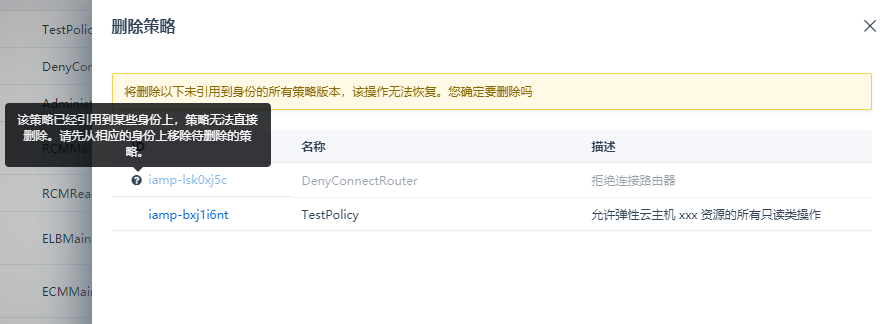 TestPolic
删除策略
DenyConn
将删除以下未引用到身份的所有策略版本，该操作无法恢复。您确定要删除吗
Adminis
该策略已经引用到某些身份上，策略无法直接
删除。请先从相应的身份上移除待删除的策
略。
名称 描述
RCMMain
iamp-lsk0xj5c DenyConnectRouter 拒绝连接路由器
RCMRea
iamp-bxj1i6nt TestPolicy 允许弹性云主机 xxx 资源的所有只读类操作
ELBMain
ECMMain